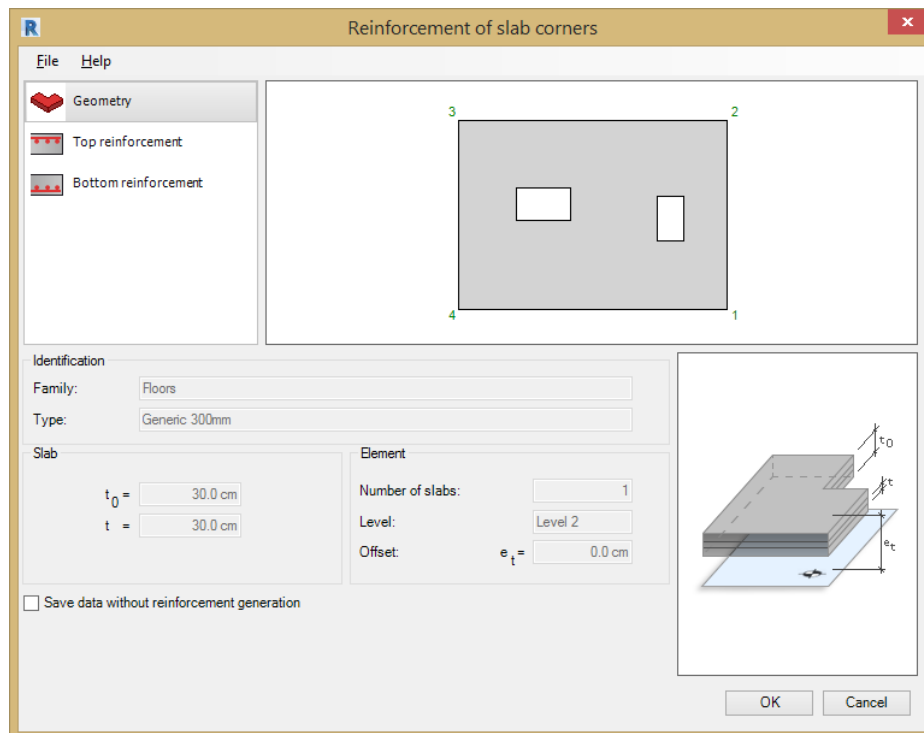 R
Reinforcement of slab corners
x
File Help
Geometry
Top reinforcement
Bottom reinforcement
3 2
4 1
Identification
Family: Floors
Type: Generic 300mm
Slab
t0 = 30.0 cm
t = 30.0 cm
Element
Number of slabs: 1
Level: Level 2
Offset: et = 0.0 cm
t0
t
et
Save data without reinforcement generation
OK Cancel